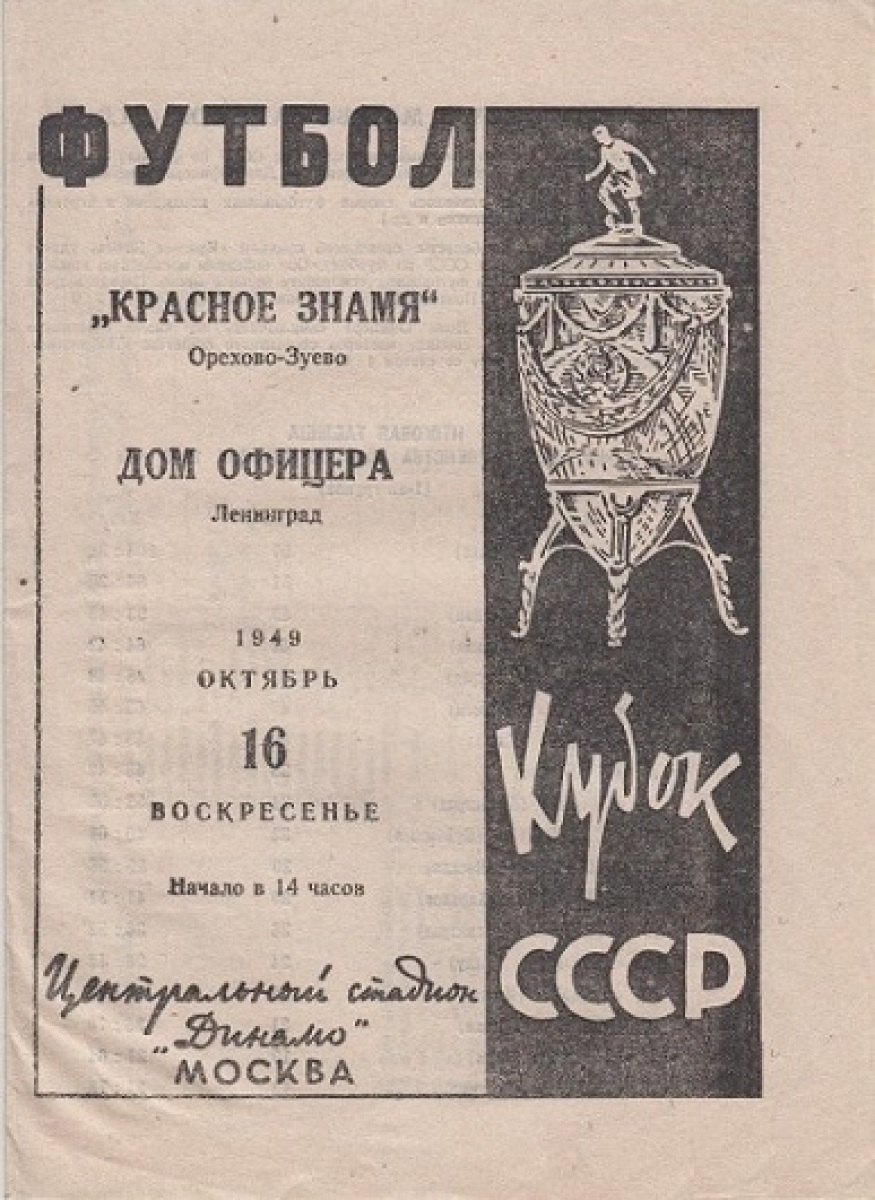 ФУТБОЛ
„КРАСНОЕ ЗНАМЯ“
Орехово-Зуево
ДОМ ОФИЦЕРА
Ленинград
1949
ОКТЯБРЬ
16
ВОСКРЕСЕНЬЕ
Начало в 14 часов
Центральный стадион
„Динамо"
МОСКВА
Кубок
СССР